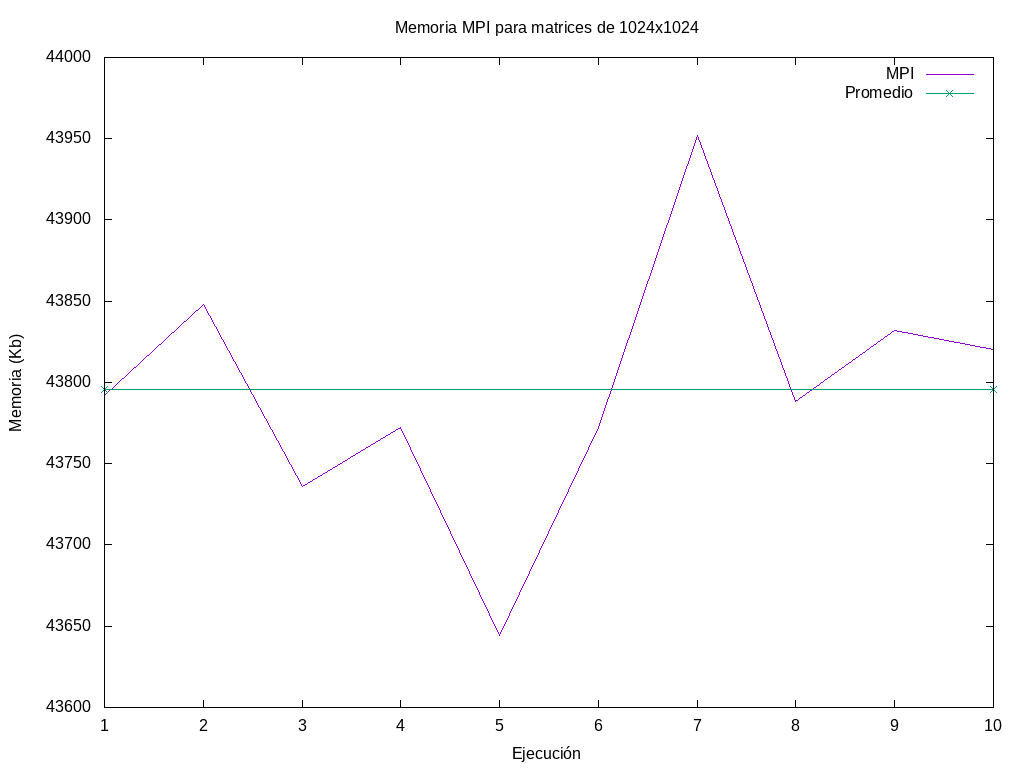 Memoria MPI para matrices de 1024x1024
MPI
Promedio
44000
43950
43900
43850
43800
43750
43700
43650
43600
Memoria (Kb)
1 2 3 4 5 6 7 8 9 10
Ejecución